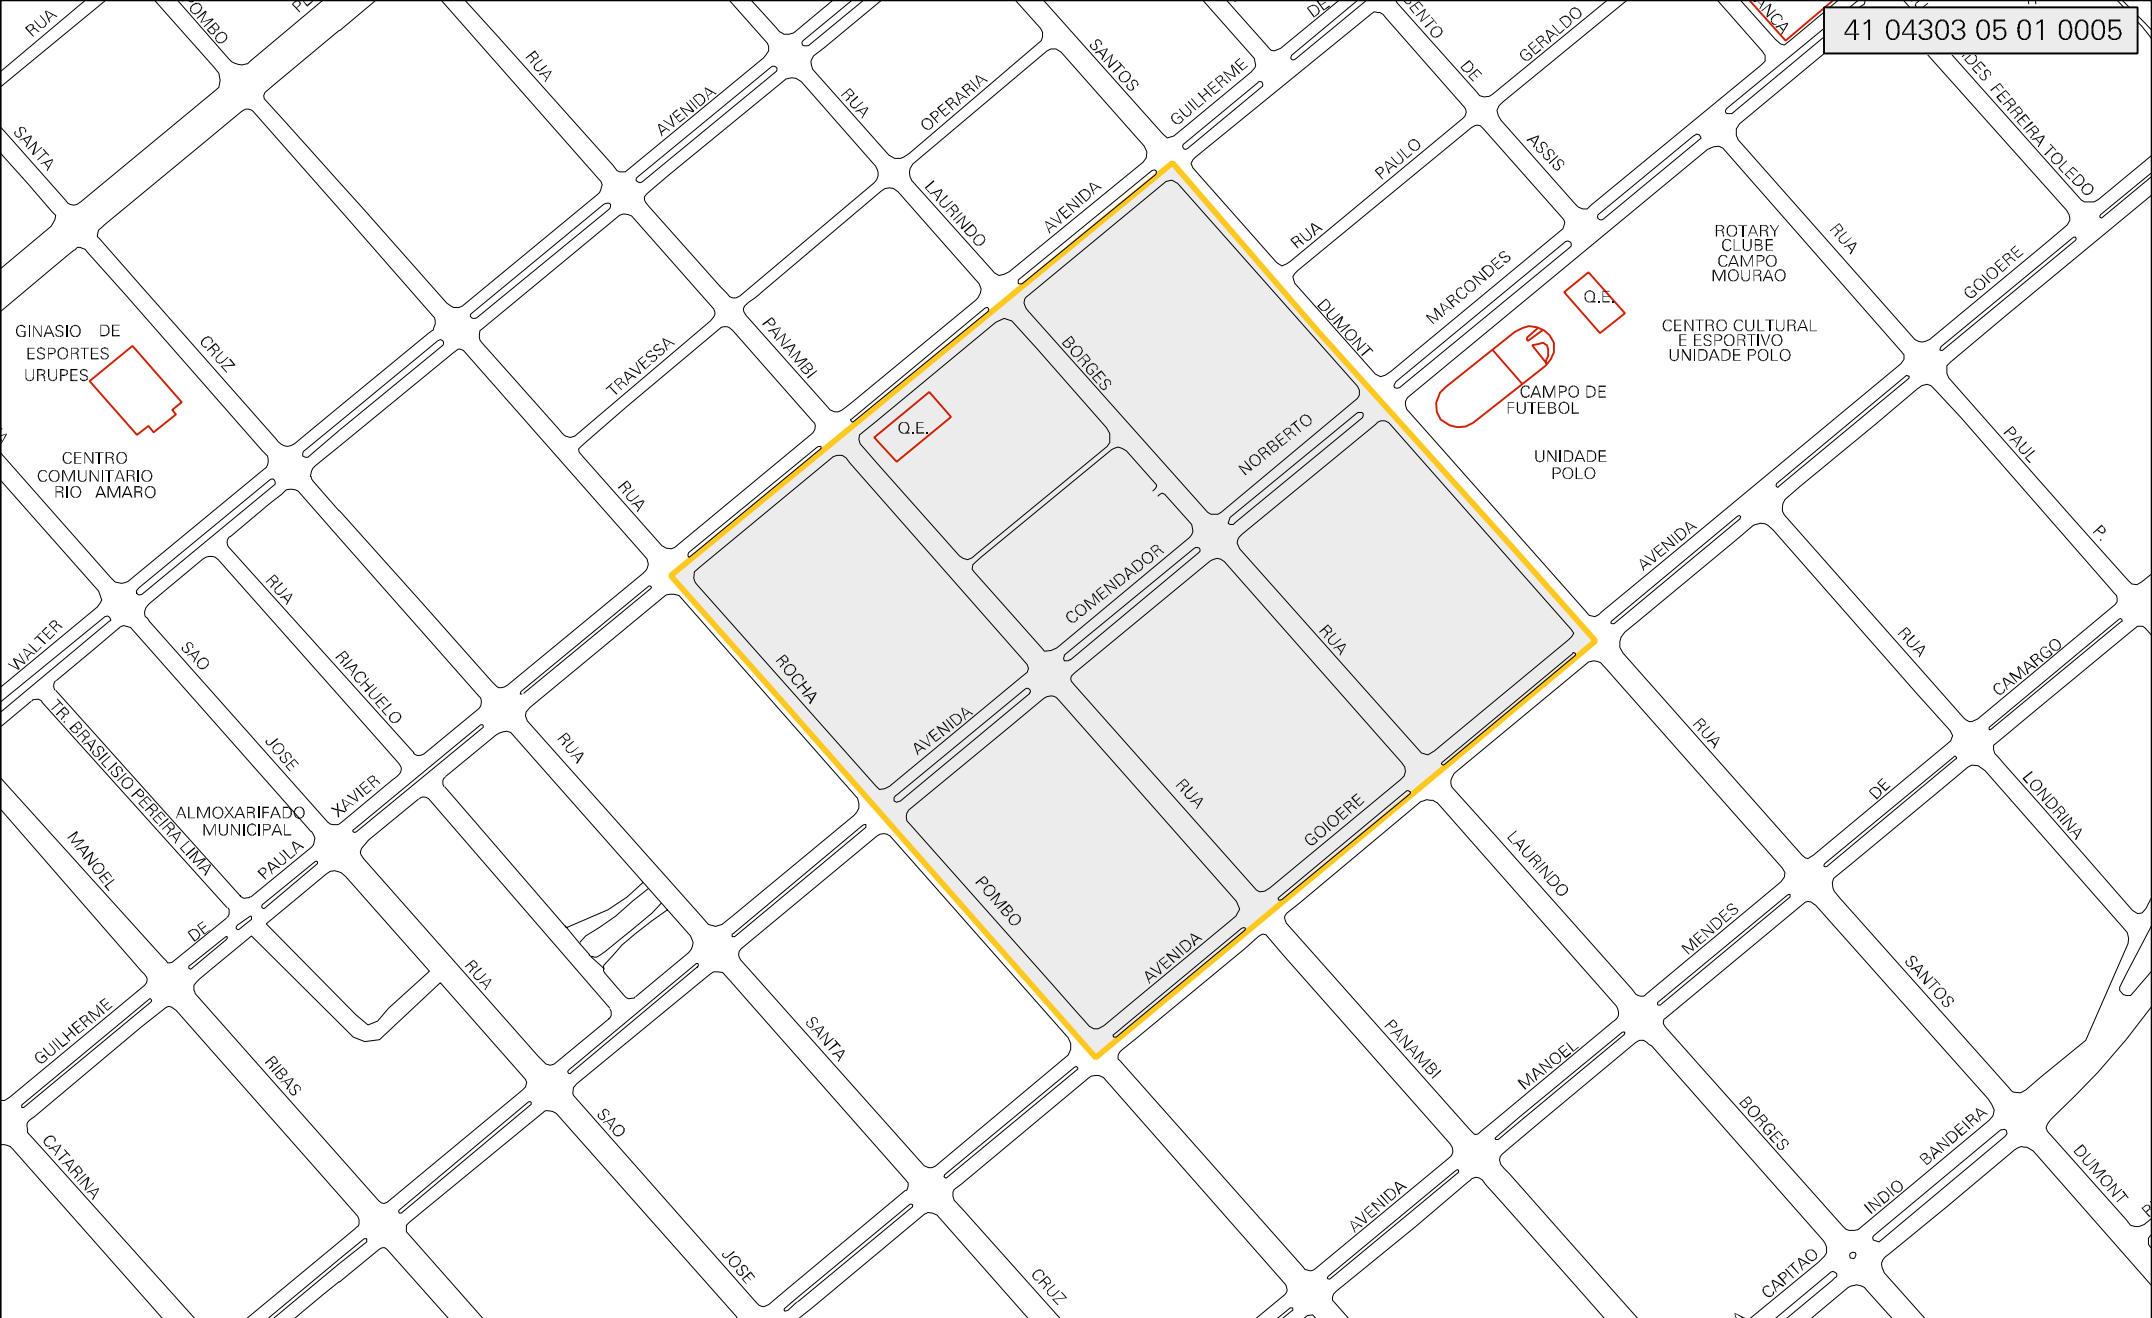 41 04303 05 01 0005
RUA
OMBO
RUA
SANTOS
DE
BENTO
DE
GERALDO
ANCA
DES FERREIRA TOLEDO
AVENIDA
RUA
OPERARIA
GUILHERME
SANTA
LAURINDO
AVENIDA
PAULO
ASSIS
RUA
MARCONDES
ROTARY
CLUBE
CAMPO
MOURAO
RUA
GOIOERE
Q.E.
GINASIO DE
ESPORTES
URUPES
CRUZ
TRAVESSA
PANAMBI
BORGES
DUMONT
CENTRO CULTURAL
E ESPORTIVO
UNIDADE POLO
CAMPO DE
FUTEBOL
Q.E.
NORBERTO
UNIDADE
POLO
PAUL
CENTRO
COMUNITARIO
RIO AMARO
RUA
COMENDADOR
AVENIDA
P.
RUA
WALTER
SAO
RIACHUELO
ROCHA
RUA
RUA
CAMARGO
TR. BRASILISIO PEREIRA LIMA
JOSE
RUA
AVENIDA
RUA
RUA
DE
LONDRINA
XAVIER
ALMOXARIFADO
MUNICIPAL
MANOEL
PAULA
GOIOERE
LAURINDO
DE
RUA
POMBO
AVENIDA
MENDES
SANTOS
GUILHERME
RIBAS
SANTA
PANAMBI
MANOEL
CATARINA
SAO
BORGES
BANDEIRA
DUMONT
JOSE
CRUZ
AVENIDA
INDIO
CAPITAO